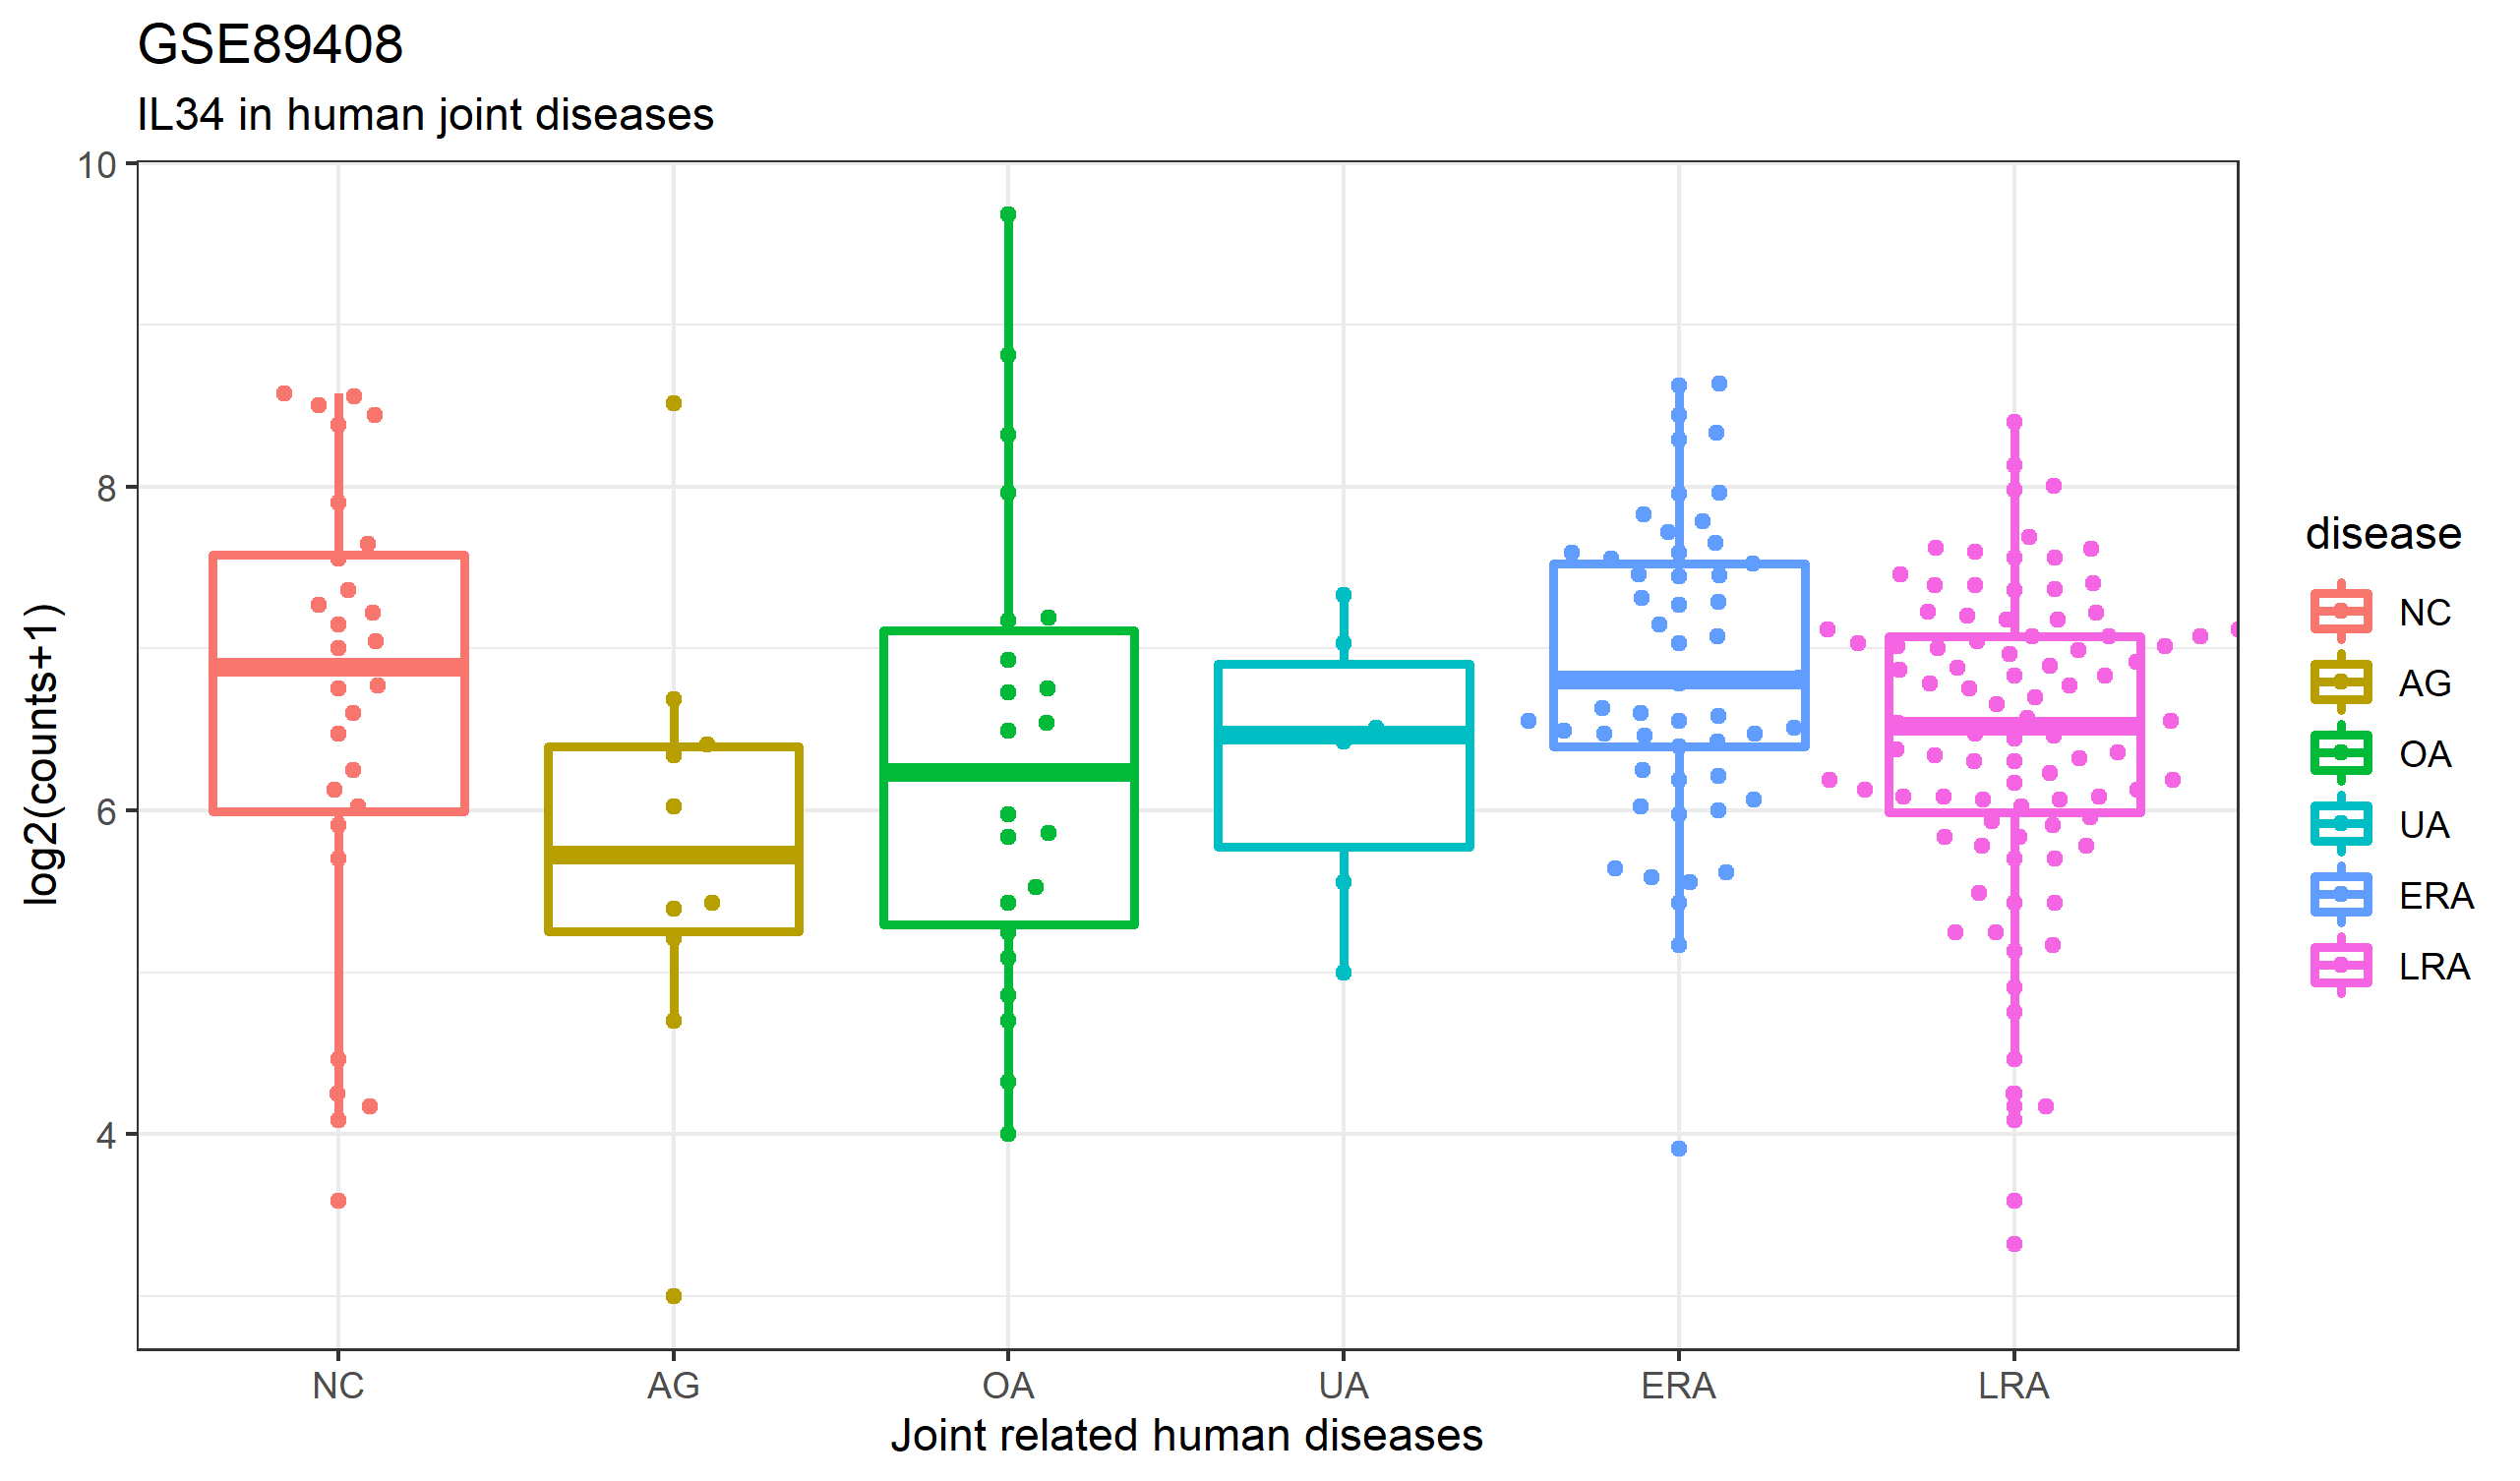 GSE89408
IL34 in human joint diseases
10
8
6
4
log2(counts+1)
NC
AG
OA
UA
ERA
LRA
Joint related human diseases
disease
NC
AG
OA
UA
ERA
LRA